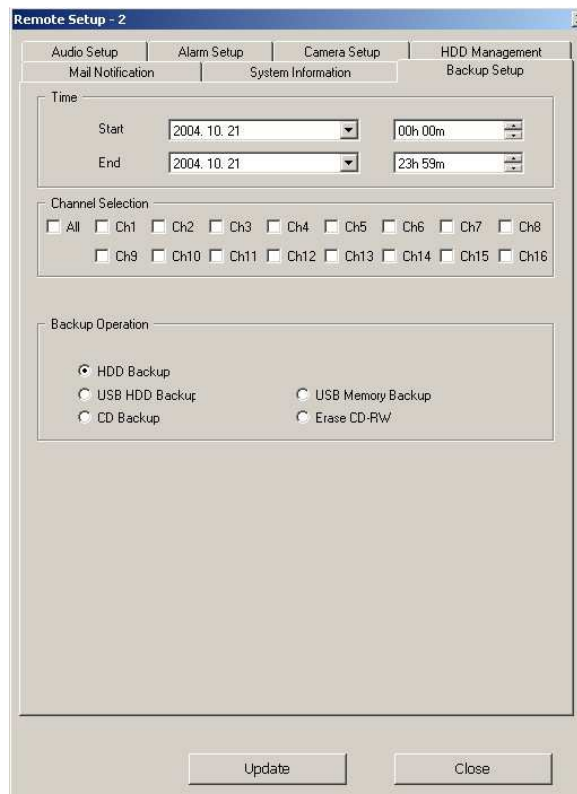 Remote Setup - 2
Audio Setup Alarm Setup Camera Setup HDD Management
Mail Notification System Information Backup Setup
Time
Start 2004. 10. 21 00h 00m
End 2004. 10. 21 23h 59m
Channel Selection
All Ch1 Ch2 Ch3 Ch4 Ch5 Ch6 Ch7 Ch8
Ch9 Ch10 Ch11 Ch12 Ch13 Ch14 Ch15 Ch16
Backup Operation
HDD Backup
USB HDD Backup USB Memory Backup
CD Backup Erase CD-RW
Update Close